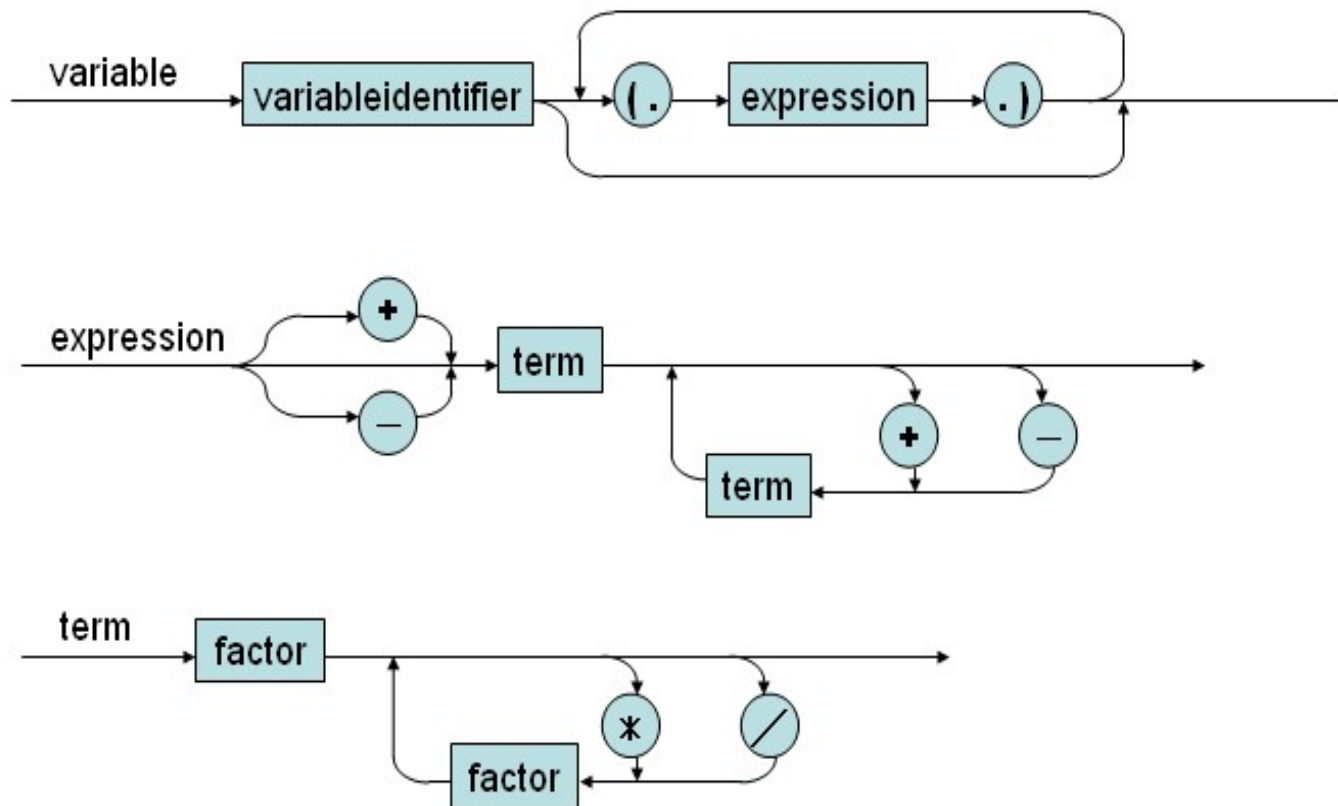 variable
variableidentifier (. expression .)
+
expression
term
–
+ –
term
term
factor
* /
factor